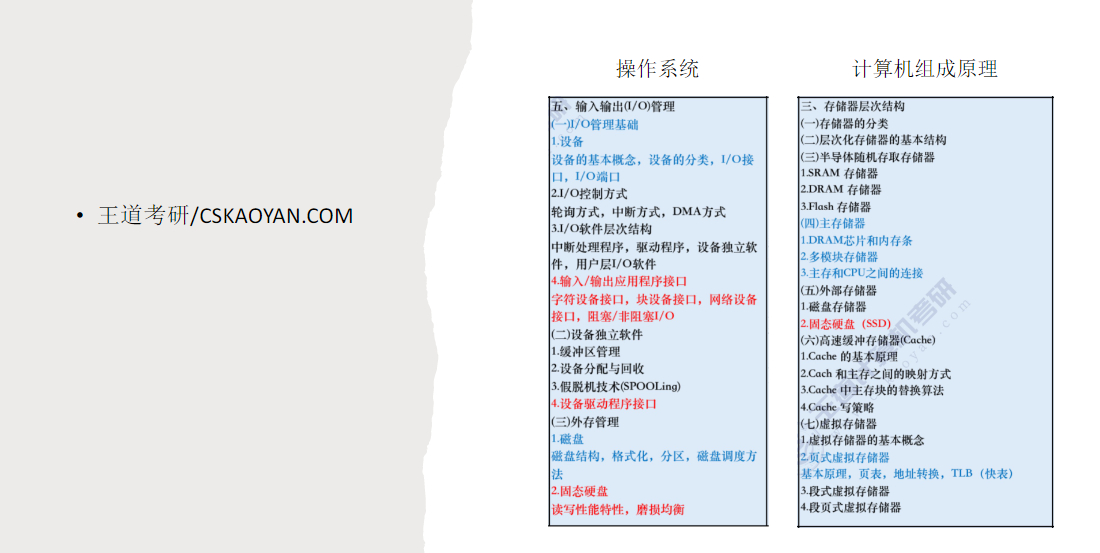 • 王道考研/CSKAOYAN.COM
操作系统
五、输入输出(I/O)管理
(一)I/O管理基础
1.设备
设备的基本概念，设备的分类，I/O接
口，I/O端口
2.I/O控制方式
轮询方式，中断方式，DMA方式
3.I/O软件层次结构
中断处理程序，驱动程序，设备独立软
件，用户层I/O软件
4.输入/输出应用程序接口
字符设备接口，块设备接口，网络设备
接口，阻塞/非阻塞I/O
(二)设备独立软件
1.缓冲区管理
2.设备分配与回收
3.假脱机技术(SPOOLing)
4.设备驱动程序接口
(三)外存管理
1.磁盘
磁盘结构，格式化，分区，磁盘调度方
法
2.固态硬盘
读写性能特性，磨损均衡
计算机组成原理
三、存储器层次结构
(一)存储器的分类
(二)层次化存储器的基本结构
(三)半导体随机存取存储器
1.SRAM 存储器
2.DRAM 存储器
3.Flash 存储器
(四)主存储器
1.DRAM芯片和内存条
2.多模块存储器
3.主存和CPU之间的连接
(五)外部存储器
1.磁盘存储器
2.固态硬盘（SSD）
(六)高速缓冲存储器(Cache)
1.Cache 的基本原理
2.Cach 和主存之间的映射方式
3.Cache 中主存块的替换算法
4.Cache 写策略
(七)虚拟存储器
1.虚拟存储器的基本概念
2.页式虚拟存储器
基本原理，页表，地址转换，TLB（快表）
3.段式虚拟存储器
4.段页式虚拟存储器